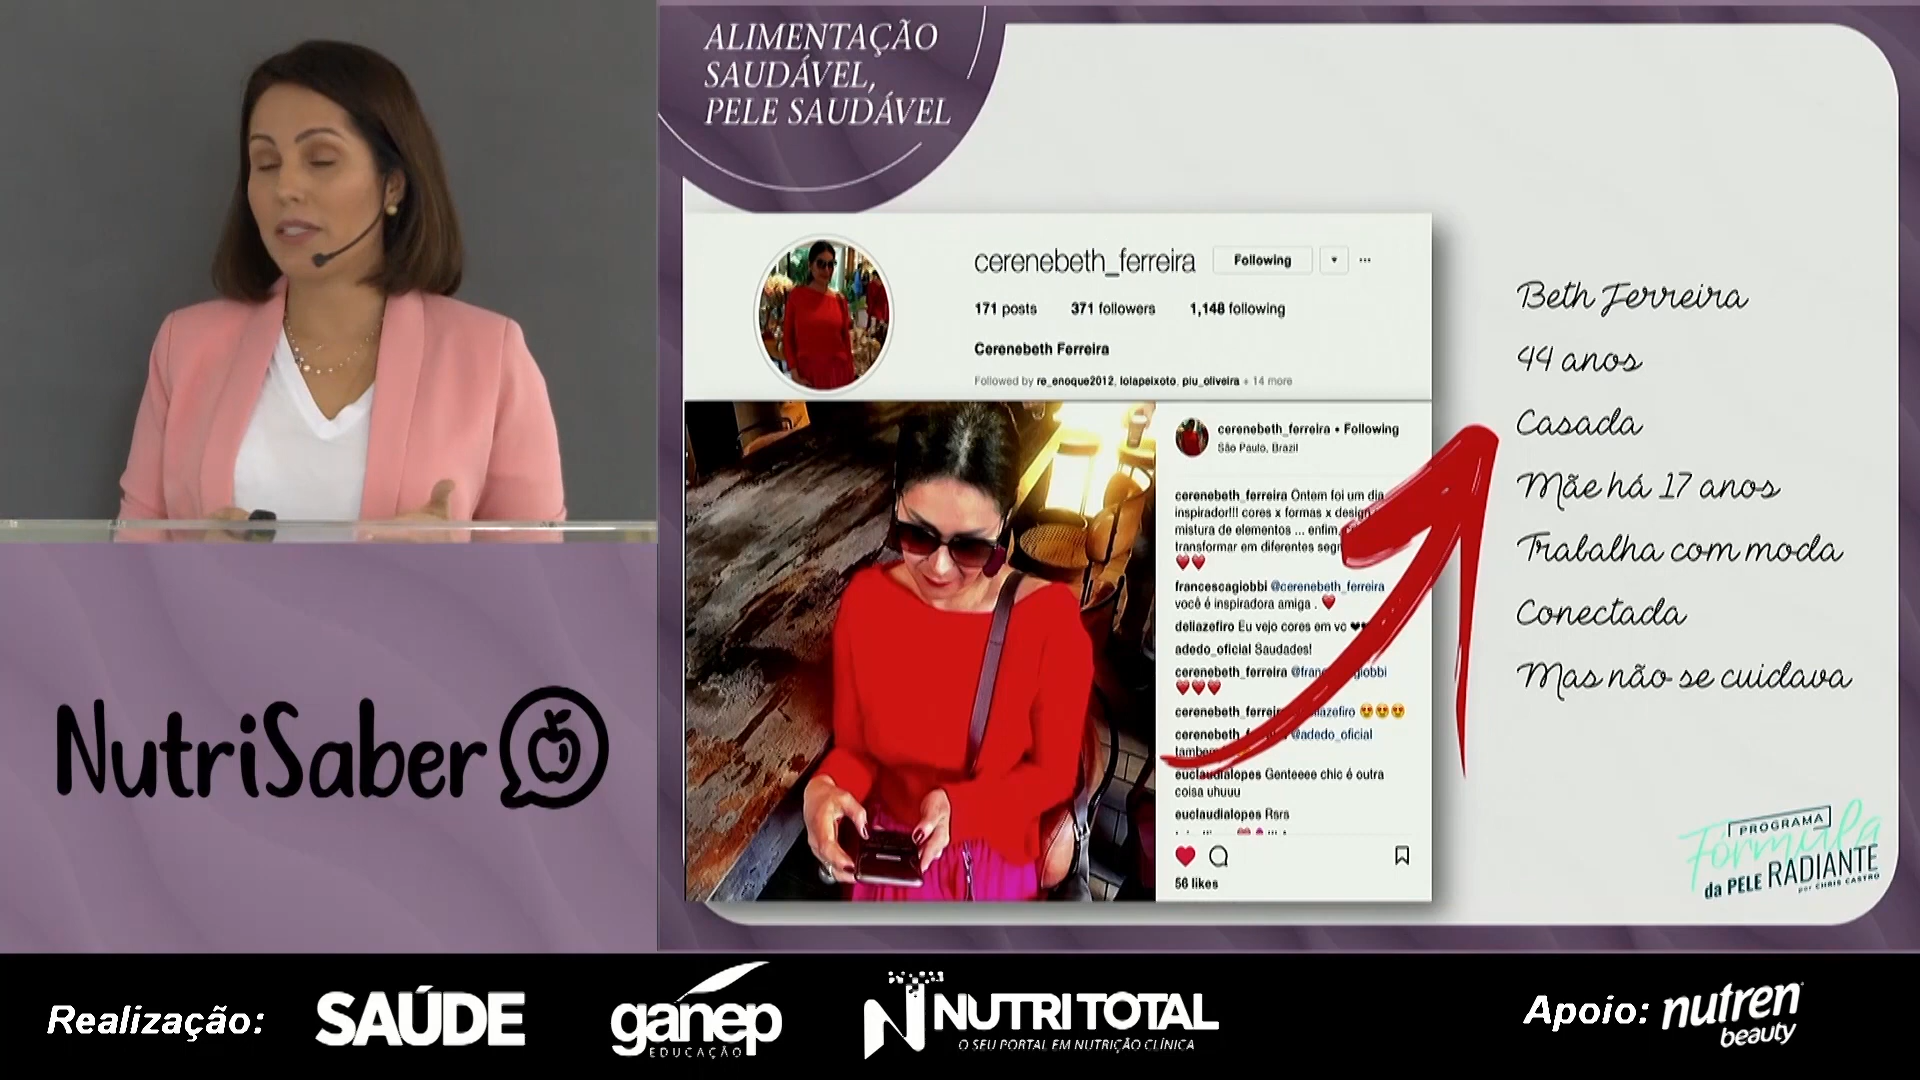 ALIMENTAÇÃO
SAUDÁVEL,
PELE SAUDÁVEL
cerenebeth_ferreira Following
171 posts 371 followers 1,148 following
Cerenebeth Ferreira
Followed by re_enoque2012, lolapeixoto, piu_oliveira + 14 more
cerenebeth_ferreira • Following
São Paulo, Brazil
cerenebeth_ferreira Ontem foi um dia
inspirador!!! cores x formas x design
mistura de elementos ... enfim,
transformar em diferentes
francescagiobbi @cerenebeth_ferreira
você é inspiradora amiga .
dellazefiro Eu vejo cores em vc
adedo_oficial Saudades!
cerenebeth_ferreira
cerenebeth_ferreira
@adedo_oficial
euclaudialopes Genteeee chic é outra
coisa uhuuu
euclaudialopes Rsrs
56 likes
Beth Ferreira
44 anos
Casada
Mãe há 17 anos
Trabalha com moda
Conectada
Mas não se cuidava
PROGRAMA
Fórmula
da PELE RADIANTE
por CHRIS CASTRO
NutriSaber
Realização: SAÚDE ganep NUTRITOTAL Apoio: nutren
EDUCAÇÃO O SEU PORTAL EM NUTRIÇÃO CLÍNICA beauty